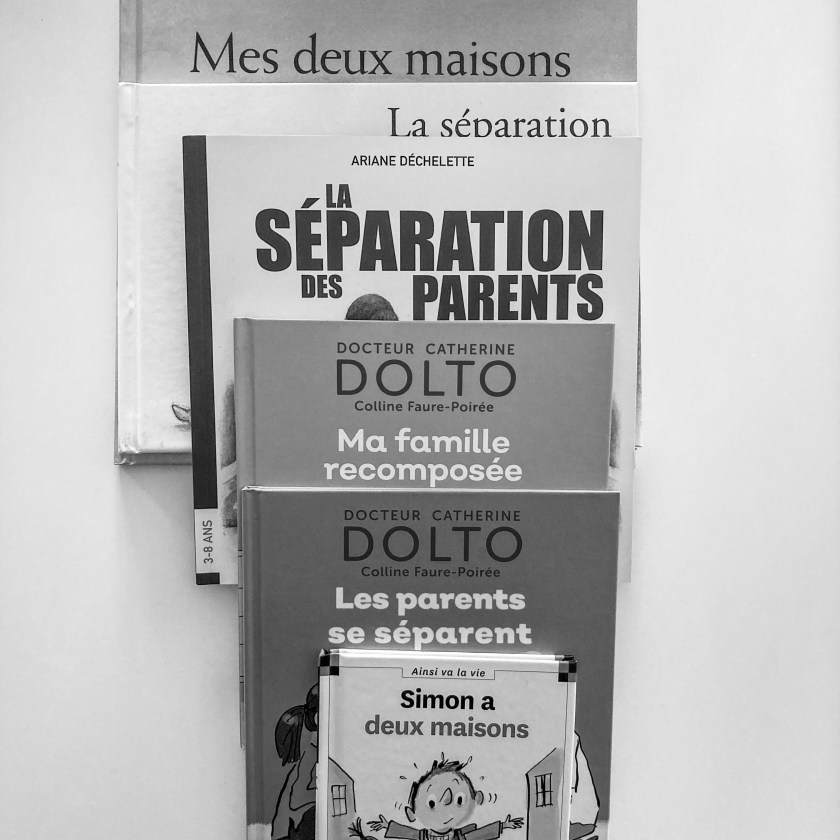 Mes deux maisons
La séparation
ARIANE DÉCHELETTE
LA
SÉPARATION
DES PARENTS
3-8 ANS
DOCTEUR CATHERINE
DOLTO
Colline Faure-Poirée
Ma famille
recomposée
DOCTEUR CATHERINE
DOLTO
Colline Faure-Poirée
Les parents
se séparent
Ainsi va la vie
Simon a
deux maisons